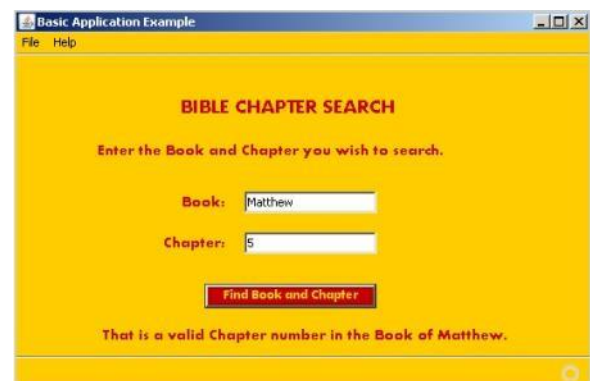 Basic Application Example
File Help
BIBLE CHAPTER SEARCH
Enter the Book and Chapter you wish to search.
Book: Matthew
Chapter: 5
Find Book and Chapter
That is a valid Chapter number in the Book of Matthew.